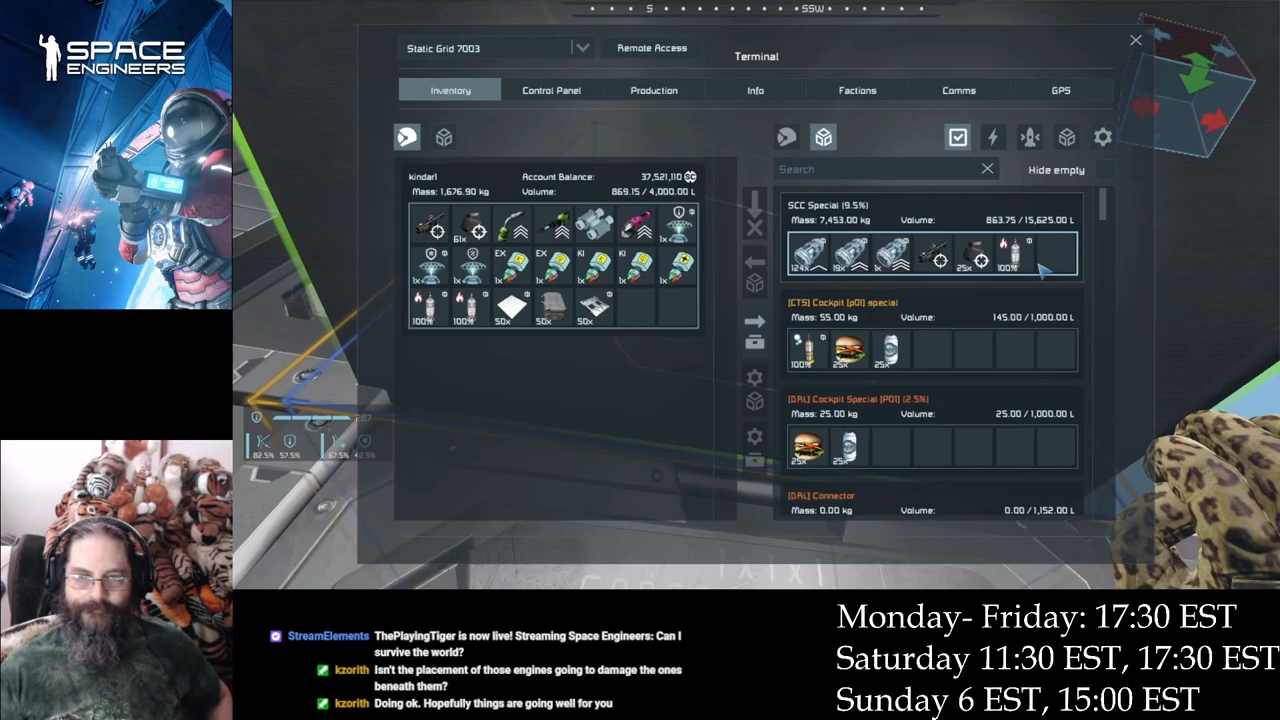 S
SSW
SPACE
ENGINEERS
Static Grid 7003
Remote Access
Terminal
Inventory
Control Panel
Production
Info
Factions
Comms
GPS
Search
Hide empty
kindarl
Account Balance: 37,521,110
Mass: 1,676.90 kg
Volume: 869.15 / 4,000.00 L
61x
1x
1x
1x
EX
1x
EX
1x
KI
1x
KI
1x
1x
100%
100%
50x
50x
50x
SCC Special (9.5%)
Mass: 7,453.00 kg
Volume: 863.75 / 15,625.00 L
124x
19x
1x
25x
100%
[CTS] Cockpit [p01] special
Mass: 55.00 kg
Volume: 145.00 / 1,000.00 L
100%
25x
25x
[DRL] Cockpit Special [P01] (2.5%)
Mass: 25.00 kg
Volume: 25.00 / 1,000.00 L
25x
25x
[DRL] Connector
Mass: 0.00 kg
Volume: 0.00 / 1,152.00 L
82.5%
57.5%
67.5%
42.5%
StreamElements ThePlayingTiger is now live! Streaming Space Engineers: Can I
survive the world?
kzorith Isn't the placement of those engines going to damage the ones
beneath them?
kzorith Doing ok. Hopefully things are going well for you
Monday- Friday: 17:30 EST
Saturday 11:30 EST, 17:30 EST
Sunday 6 EST, 15:00 EST